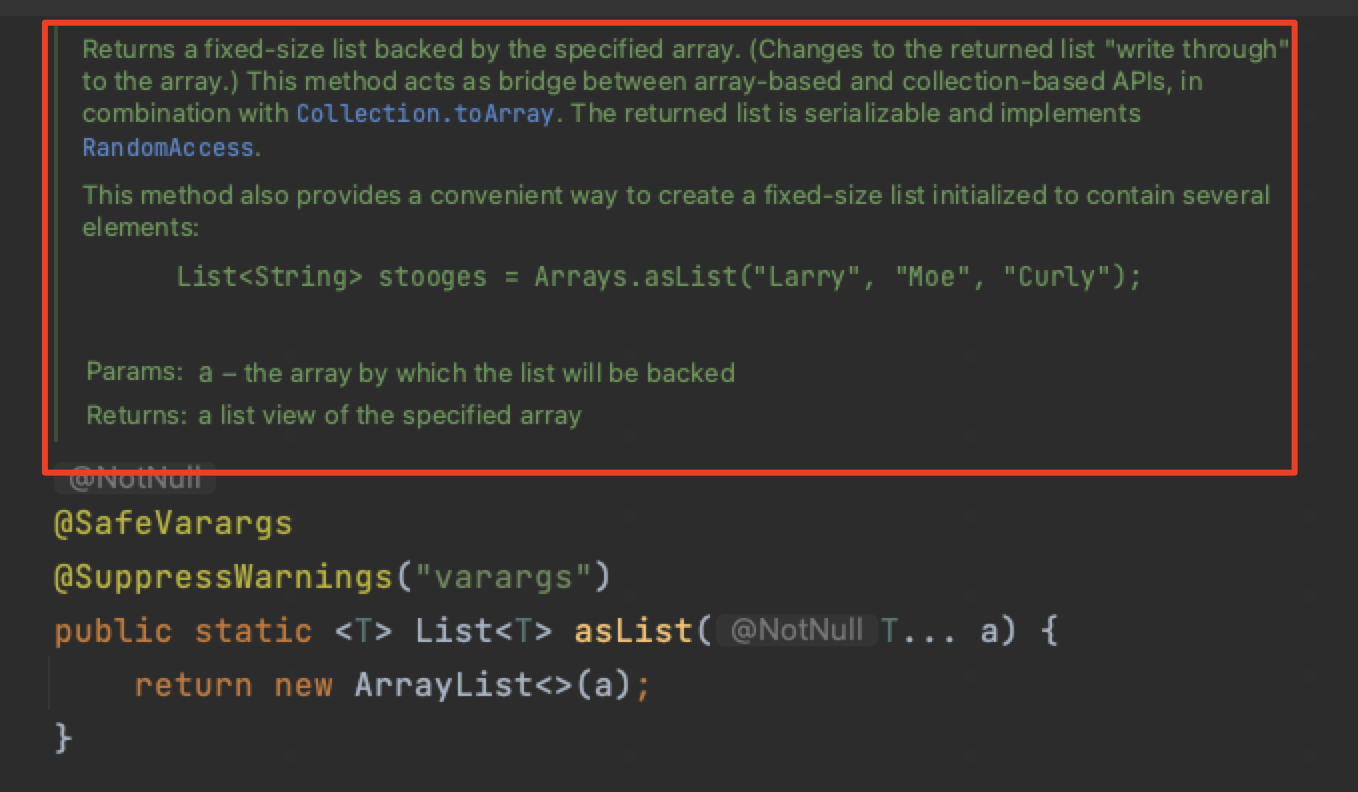 Returns a fixed-size list backed by the specified array. (Changes to the returned list "write through"
to the array.) This method acts as bridge between array-based and collection-based APIs, in
combination with Collection.toArray. The returned list is serializable and implements
RandomAccess.
This method also provides a convenient way to create a fixed-size list initialized to contain several
elements:
List<String> stooges = Arrays.asList("Larry", "Moe", "Curly");
Params: a – the array by which the list will be backed
Returns: a list view of the specified array
@NotNull
@SafeVarargs
@SuppressWarnings("varargs")
public static <T> List<T> asList( @NotNull T... a) {
return new ArrayList<>(a);
}